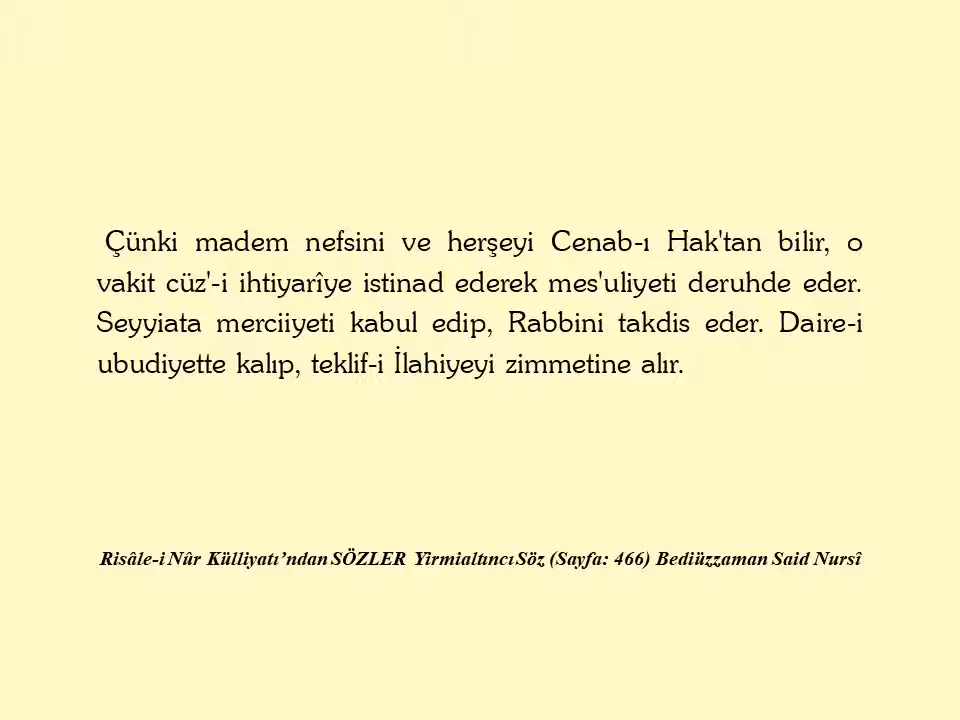 Çünki madem nefsini ve herşeyi Cenab-ı Hak'tan bilir, o
vakit cüz'-i ihtiyarîye istinad ederek mes'uliyeti deruhde eder.
Seyyiata merciiyeti kabul edip, Rabbini takdis eder. Daire-i
ubudiyette kalıp, teklif-i İlahiyeyi zimmetine alır.
Risâle-i Nûr Külliyatı’ndan SÖZLER Yirmialtıncı Söz (Sayfa: 466) Bediüzzaman Said Nursî